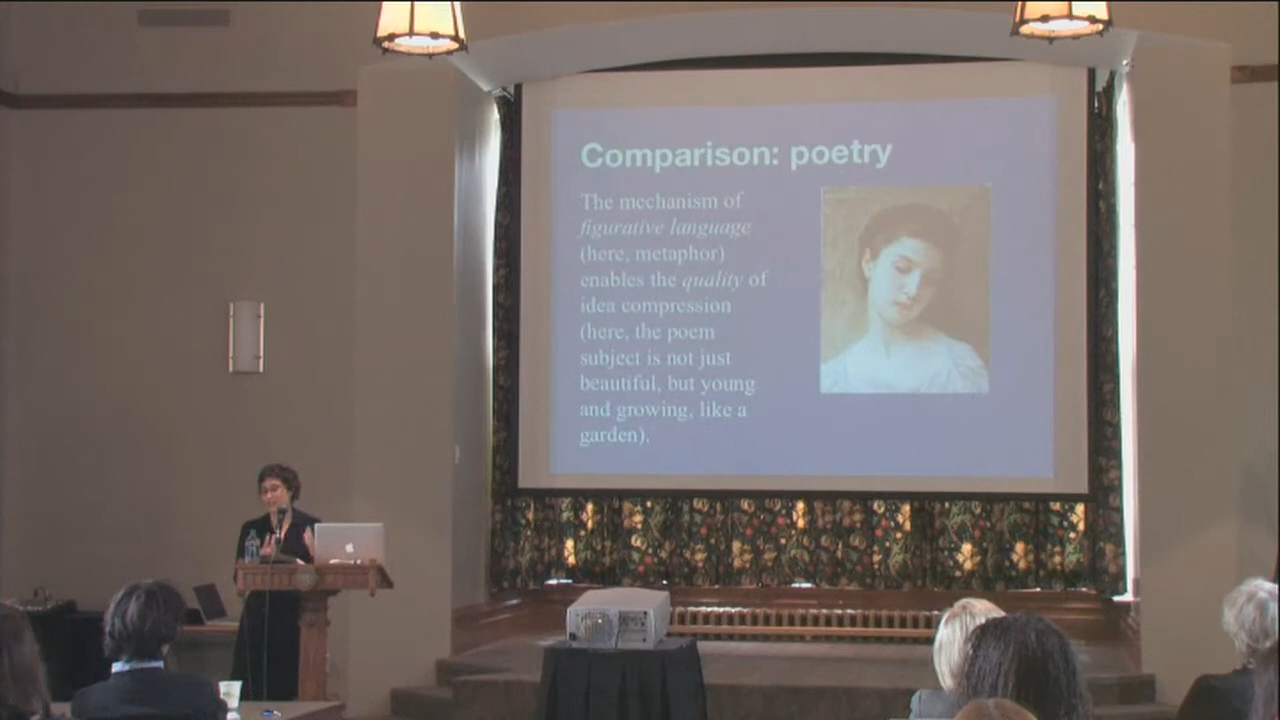 Comparison: poetry
The mechanism of
figurative language
(here, metaphor)
enables the quality of
idea compression
(here, the poem
subject is not just
beautiful, but young
and growing, like a
garden).